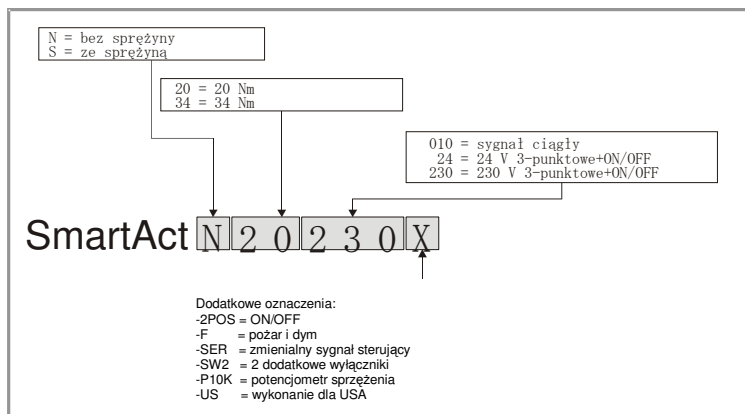 N = bez sprężyny
S = ze sprężyną
20 = 20 Nm
34 = 34 Nm
010 = sygnał ciągły
24 = 24 V 3-punktowe+ON/OFF
230 = 230 V 3-punktowe+ON/OFF
SmartAct N 2 0 2 3 0 X
Dodatkowe oznaczenia:
-2POS = ON/OFF
-F = pożar i dym
-SER = zmienialny sygnał sterujący
-SW2 = 2 dodatkowe wyłączniki
-P10K = potencjometr sprzężenia
-US = wykonanie dla USA